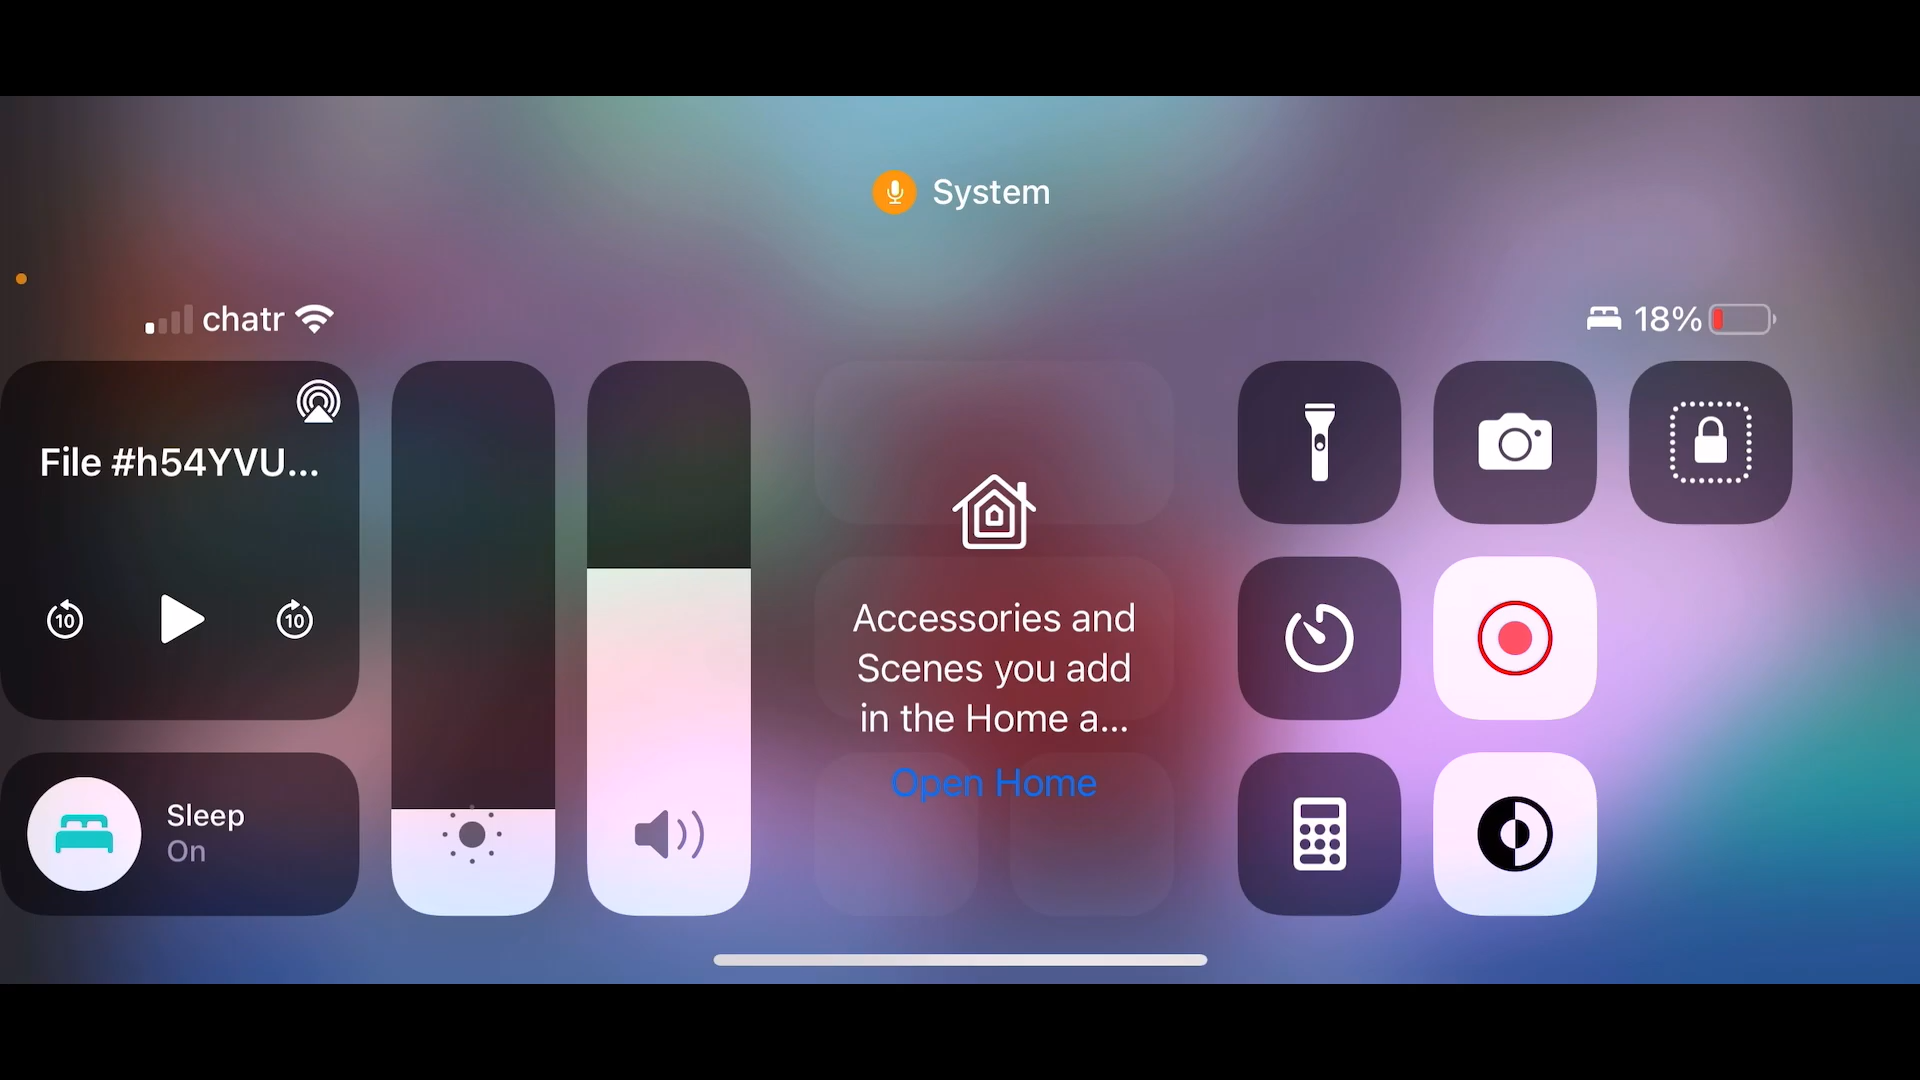 System
chatr
18%
File #h54YVU...
10
10
Sleep
On
Accessories and
Scenes you add
in the Home a...
Open Home